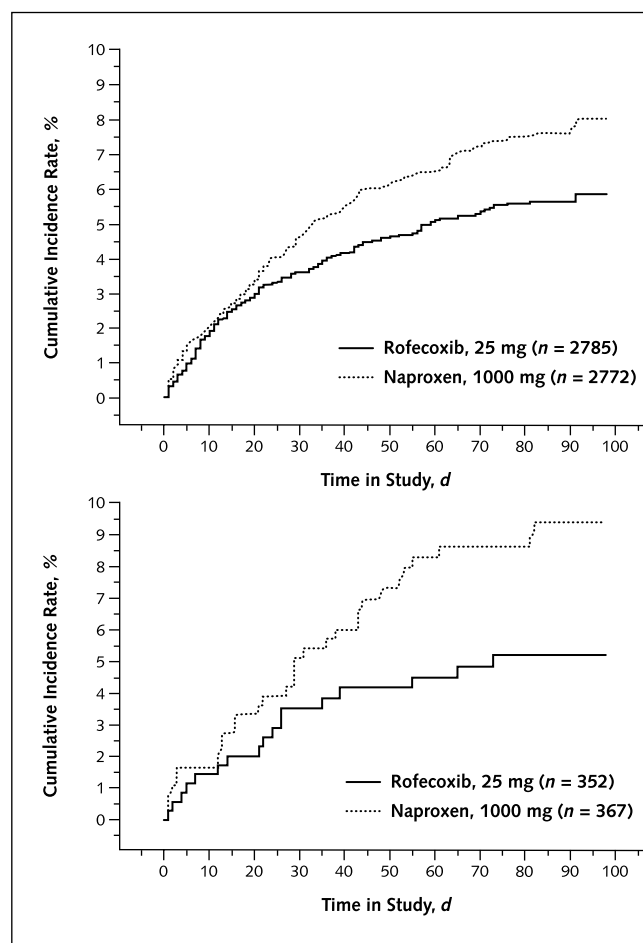 10
9
8
7
6
5
4
3
2
1
0
Cumulative Incidence Rate, %
Rofecoxib, 25 mg (n = 2785)
Naproxen, 1000 mg (n = 2772)
0 10 20 30 40 50 60 70 80 90 100
Time in Study, d
10
9
8
7
6
5
4
3
2
1
0
Cumulative Incidence Rate, %
Rofecoxib, 25 mg (n = 352)
Naproxen, 1000 mg (n = 367)
0 10 20 30 40 50 60 70 80 90 100
Time in Study, d